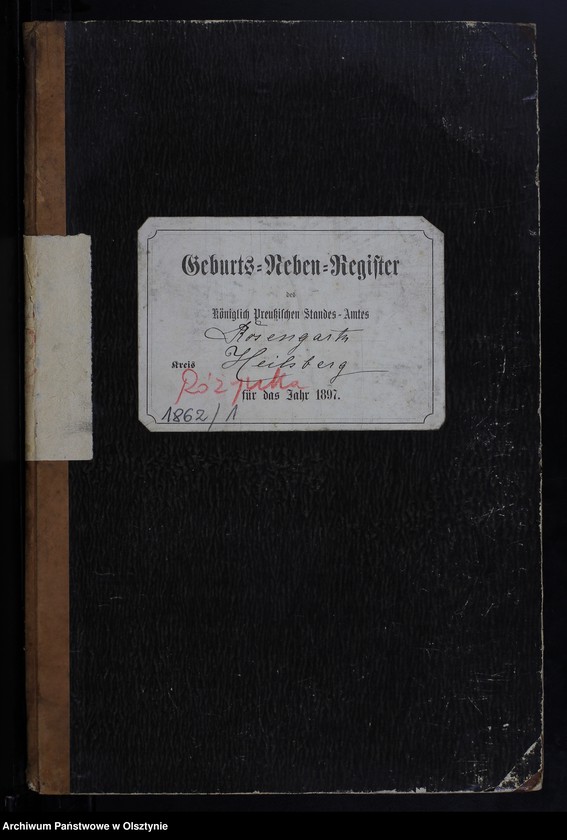 Geburts=Neben=Register
des
Königlich Preußischen Standes-Amtes
Rosengarth
Kreis Heilsberg
Różynka
für das Jahr 1897.
1862/1
Archiwum Państwowe w Olsztynie